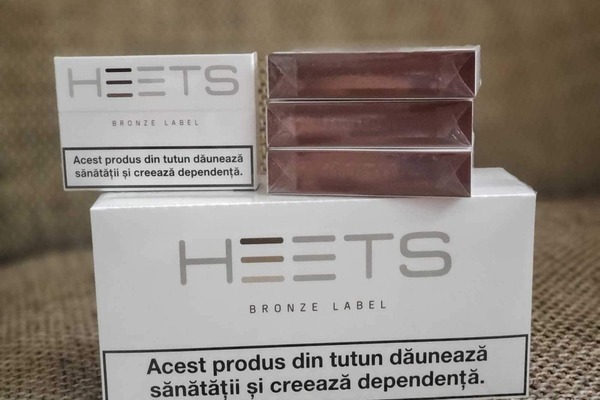 HEETS
BRONZE LABEL
Acest produs din tutun dăunează
sănătății și creează dependență.
HEETS
BRONZE LABEL
Acest produs din tutun dăunează
sănătății și creează dependență.